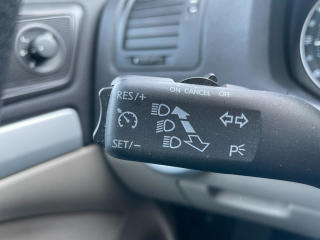 ON CANCEL OFF
RES/+
SET/-
P